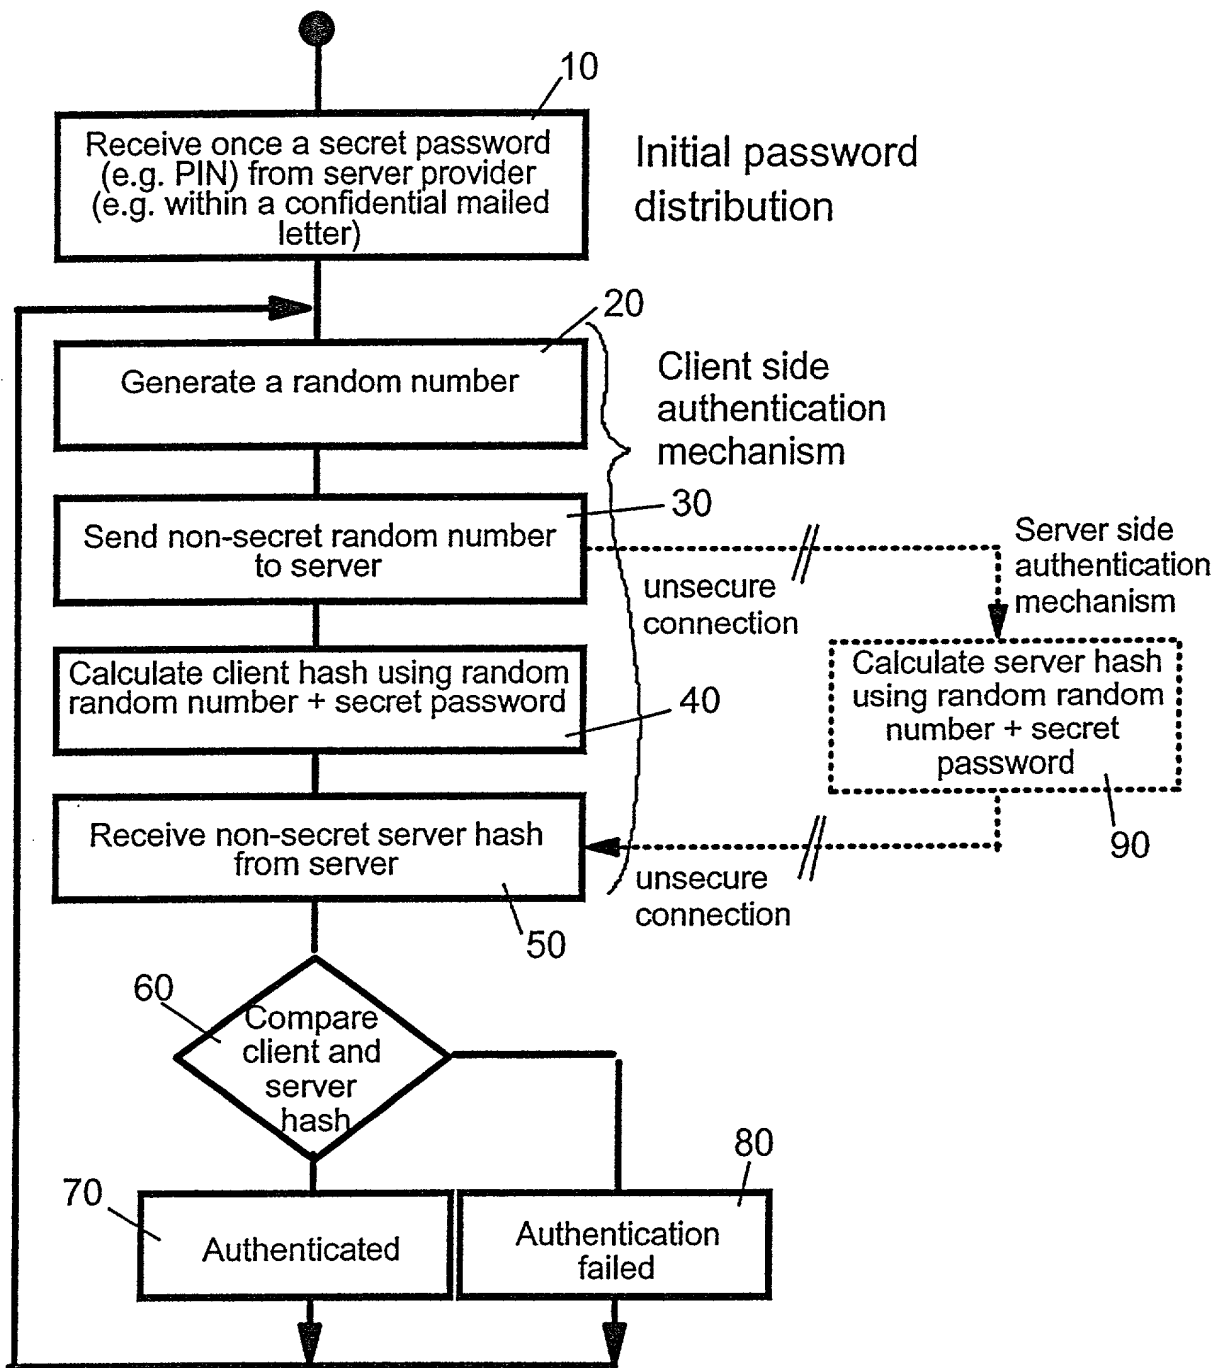 10
Receive once a secret password
(e.g. PIN) from server provider
(e.g. within a confidential mailed
letter)
Initial password
distribution
20
Generate a random number
Client side
authentication
mechanism
30
Send non-secret random number
to server
unsecure
connection
Server side
authentication
mechanism
Calculate client hash using random
random number + secret password
40
Calculate server hash
using random random
number + secret
password
90
Receive non-secret server hash
from server
unsecure
connection
50
60
Compare
client and
server
hash
70
Authenticated
80
Authentication
failed